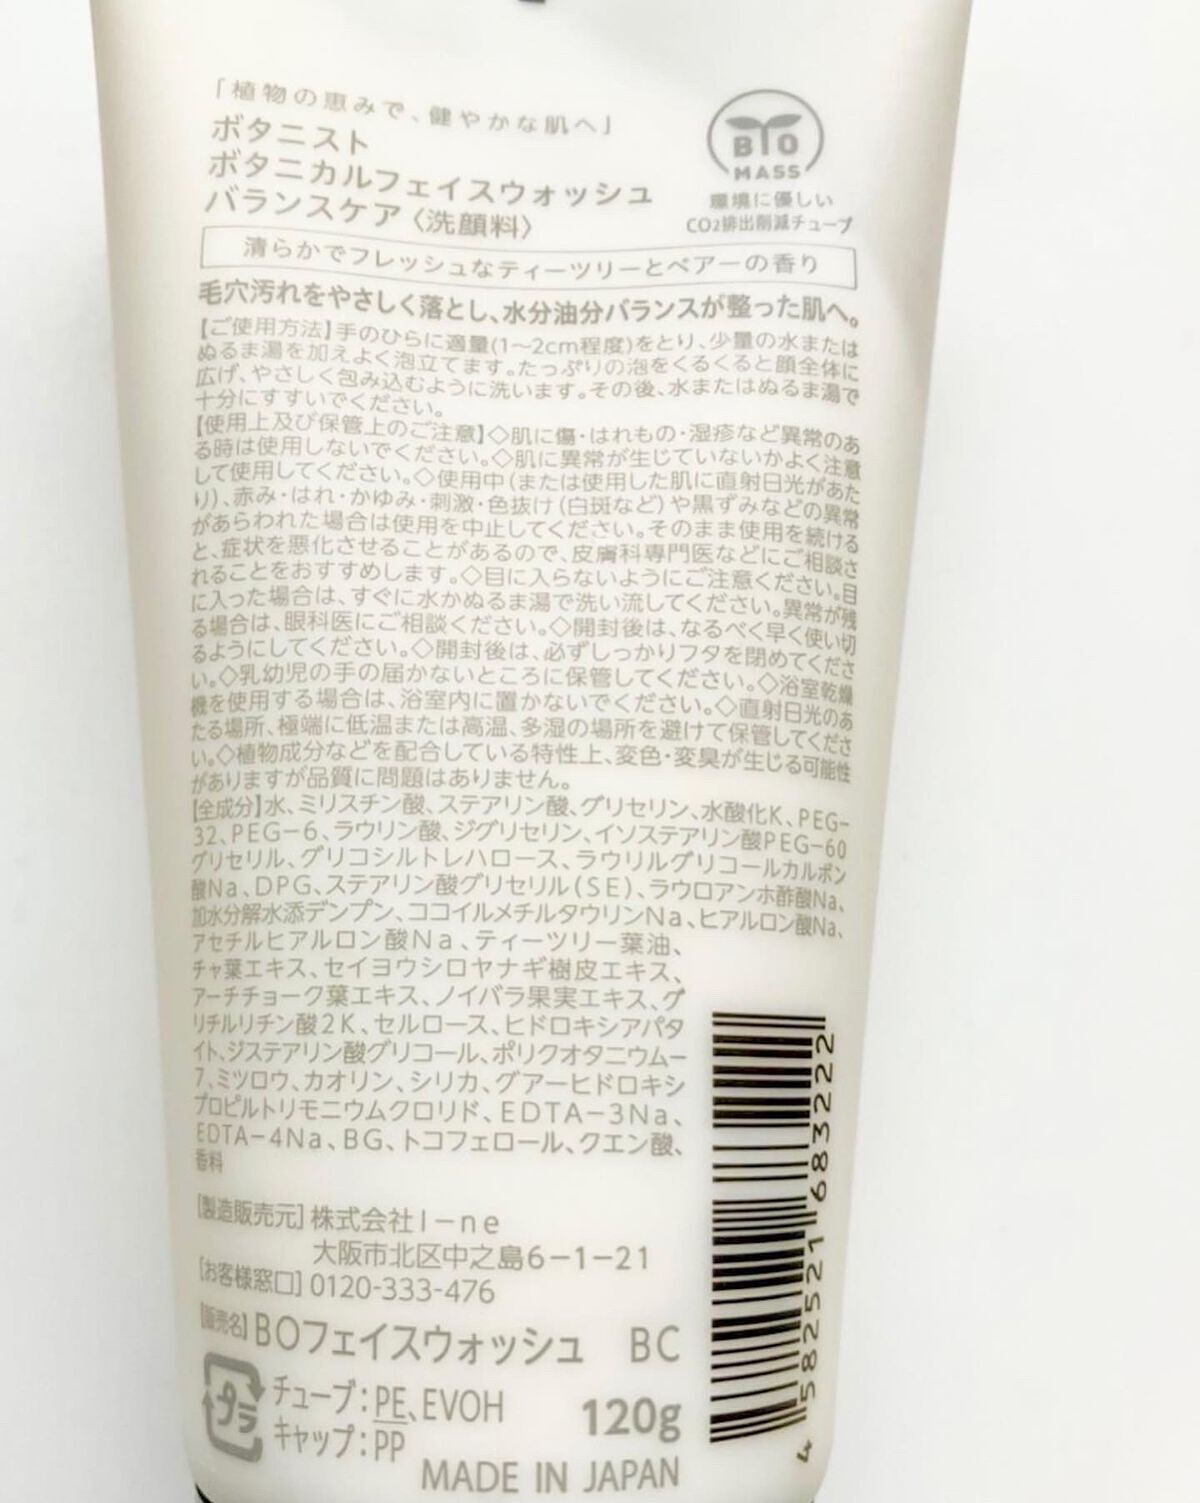 「植物の恵みで、健やかな肌へ」
ボタニスト
ボタニカルフェイスウォッシュ
バランスケア〈洗顔料〉
BIO
MASS
環境に優しい
CO2排出削減チューブ
清らかでフレッシュなティーツリーとペアーの香り
毛穴汚れをやさしく落とし、水分油分バランスが整った肌へ。
【ご使用方法】手のひらに適量(1〜2cm程度)をとり、少量の水または
ぬるま湯を加えよく泡立てます。たっぷりの泡をくるくると顔全体に
広げ、やさしく包み込むように洗います。その後、水またはぬるま湯で
十分にすすいでください。
【使用上及び保管上のご注意】◇肌に傷・はれもの・湿疹など異常のあ
る時は使用しないでください。◇肌に異常が生じていないかよく注意
して使用してください。◇使用中(または使用した肌に直射日光があた
り)、赤み・はれ・かゆみ・刺激・色抜け(白斑など)や黒ずみなどの異常
があらわれた場合は使用を中止してください。そのまま使用を続ける
と、症状を悪化させることがあるので、皮膚科専門医などにご相談さ
れることをおすすめします。◇目に入らないようにご注意ください。目
に入った場合は、すぐに水かぬるま湯で洗い流してください。異常が残
る場合は、眼科医にご相談ください。◇開封後は、なるべく早く使い切
るようにしてください。◇開封後は、必ずしっかりフタを閉めてくださ
い。◇乳幼児の手の届かないところに保管してください。◇浴室乾燥
機を使用する場合は、浴室内に置かないでください。◇直射日光のあ
たる場所、極端に低温または高温、多湿の場所を避けて保管してくださ
い。◇植物成分などを配合している特性上、変色・変臭が生じる可能性
がありますが品質に問題はありません。
【全成分】水、ミリスチン酸、ステアリン酸、グリセリン、水酸化K、PEG-
32、PEG-6、ラウリン酸、ジグリセリン、イソステアリン酸PEG-60
グリセリル、グリコシルトレハロース、ラウリルグリコールカルボン
酸Na、DPG、ステアリン酸グリセリル(SE)、ラウロアンホ酢酸Na、
加水分解水添デンプン、ココイルメチルタウリンNa、ヒアルロン酸Na、
アセチルヒアルロン酸Na、ティーツリー葉油、
チャ葉エキス、セイヨウシロヤナギ樹皮エキス、
アーチチョーク葉エキス、ノイバラ果実エキス、グ
リチルリチン酸2K、セルロース、ヒドロキシアパタ
イト、ジステアリン酸グリコール、ポリクオタニウムー
7、ミツロウ、カオリン、シリカ、グアーヒドロキシ
プロピルトリモニウムクロリド、EDTA-3Na、
EDTA-4Na、BG、トコフェロール、クエン酸、
香料
[製造販売元]株式会社I-ne
大阪市北区中之島6-1-21
[お客様窓口]0120-333-476
[販売名]BOフェイスウォッシュ BC
プラ
チューブ:PE、EVOH
キャップ:PP
120g
MADE IN JAPAN
4 582521 683222